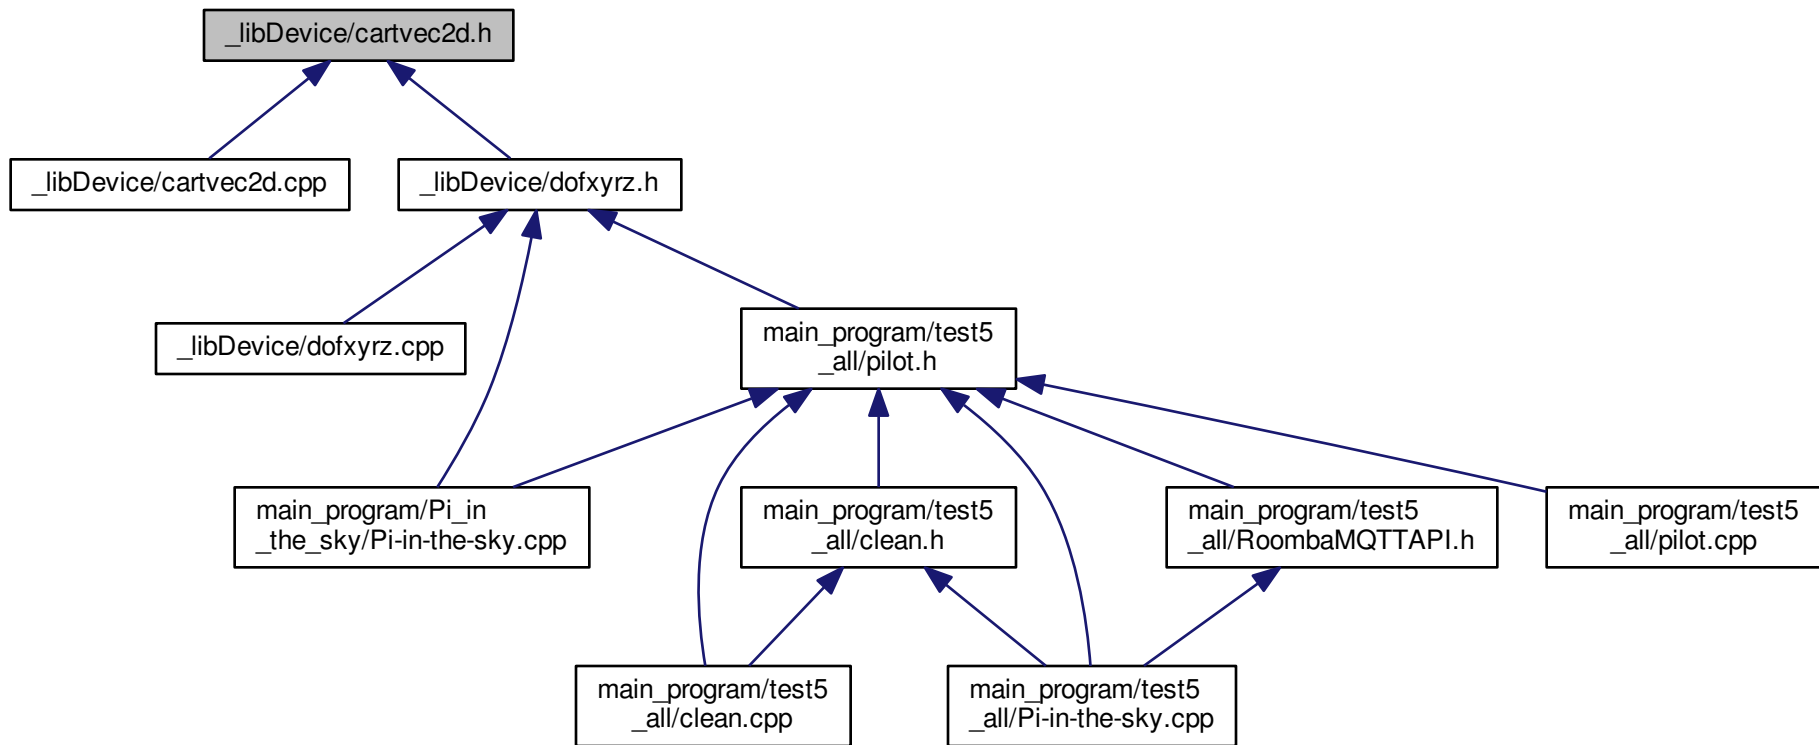 _libDevice/cartvec2d.h
_libDevice/cartvec2d.cpp
_libDevice/dofxyrz.h
_libDevice/dofxyrz.cpp
main_program/test5
_all/pilot.h
main_program/Pi_in
_the_sky/Pi-in-the-sky.cpp
main_program/test5
_all/clean.h
main_program/test5
_all/RoombaMQTTAPI.h
main_program/test5
_all/pilot.cpp
main_program/test5
_all/clean.cpp
main_program/test5
_all/Pi-in-the-sky.cpp